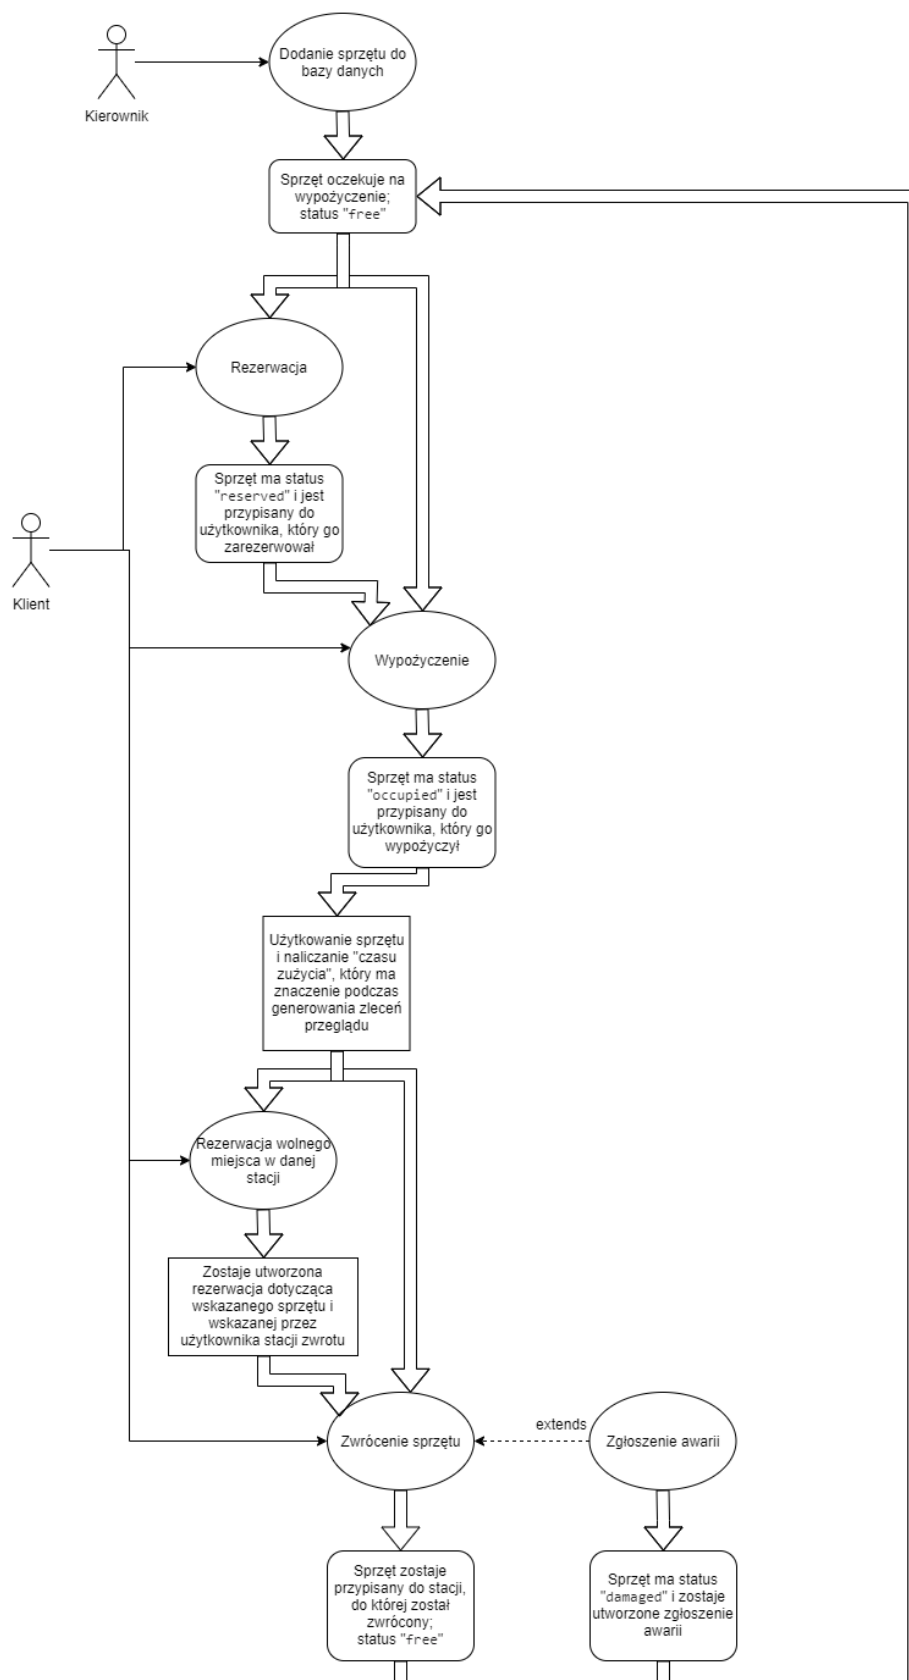 Dodanie sprzętu do
bazy danych
Kierownik
Sprzęt oczekuje na
wypożyczenie;
status "free"
Rezerwacja
Sprzęt ma status
"reserved" i jest
przypisany do
użytkownika, który go
zarezerwował
Klient
Wypożyczenie
Sprzęt ma status
"occupied" i jest
przypisany do
użytkownika, który go
wypożyczył
Użytkowanie sprzętu
i naliczanie "czasu
zużycia", który ma
znaczenie podczas
generowania zleceń
przeglądu
Rezerwacja wolnego
miejsca w danej
stacji
Zostaje utworzona
rezerwacja dotycząca
wskazanego sprzętu i
wskazanej przez
użytkownika stacji zwrotu
Zwrócenie sprzętu
extends
Zgłoszenie awarii
Sprzęt zostaje
przypisany do stacji,
do której został
zwrócony;
status "free"
Sprzęt ma status
"damaged" i zostaje
utworzone zgłoszenie
awarii